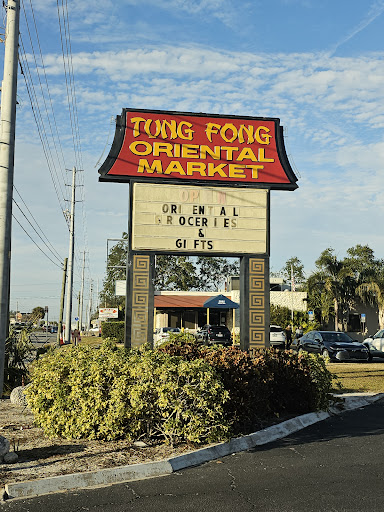 TUNG FONG
ORIENTAL
MARKET
ORIENTAL
GROCERIES
&
GIFTS